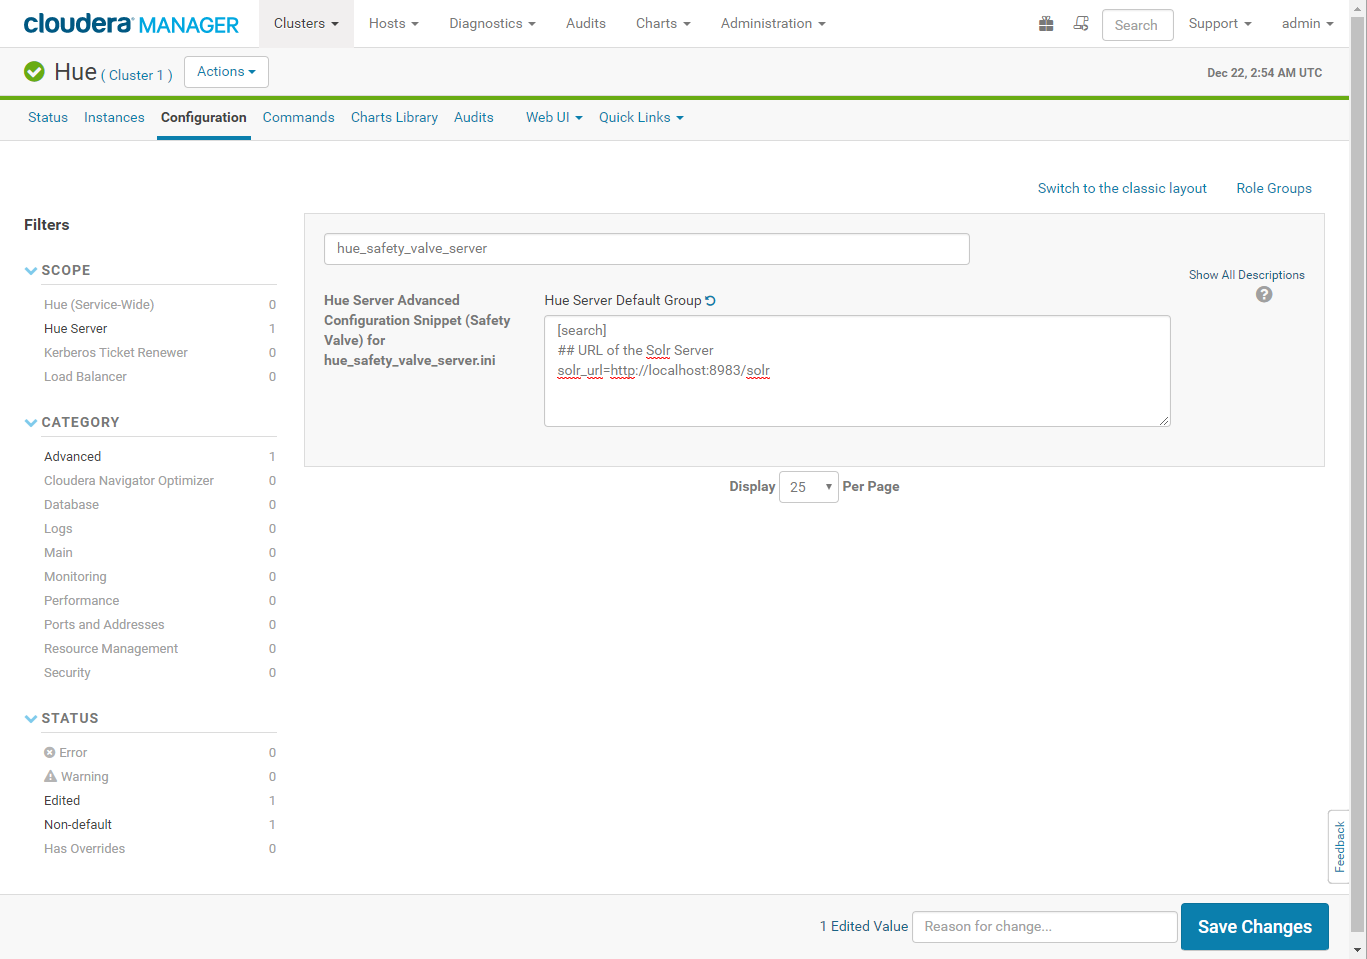 cloudera MANAGER Clusters Hosts Diagnostics Audits Charts Administration Search Support admin
Hue ( Cluster 1 ) Actions Dec 22, 2:54 AM UTC
Status Instances Configuration Commands Charts Library Audits Web UI Quick Links
Switch to the classic layout Role Groups
Filters
SCOPE
Hue (Service-Wide) 0
Hue Server 1
Kerberos Ticket Renewer 0
Load Balancer 0
CATEGORY
Advanced 1
Cloudera Navigator Optimizer 0
Database 0
Logs 0
Main 0
Monitoring 0
Performance 0
Ports and Addresses 0
Resource Management 0
Security 0
STATUS
Error 0
Warning 0
Edited 1
Non-default 1
Has Overrides 0
hue_safety_valve_server
Show All Descriptions
?
Hue Server Advanced
Configuration Snippet (Safety
Valve) for
hue_safety_valve_server.ini
Hue Server Default Group
[search]
## URL of the Solr Server
solr_url=http://localhost:8983/solr
Display 25 Per Page
Feedback
1 Edited Value Reason for change... Save Changes